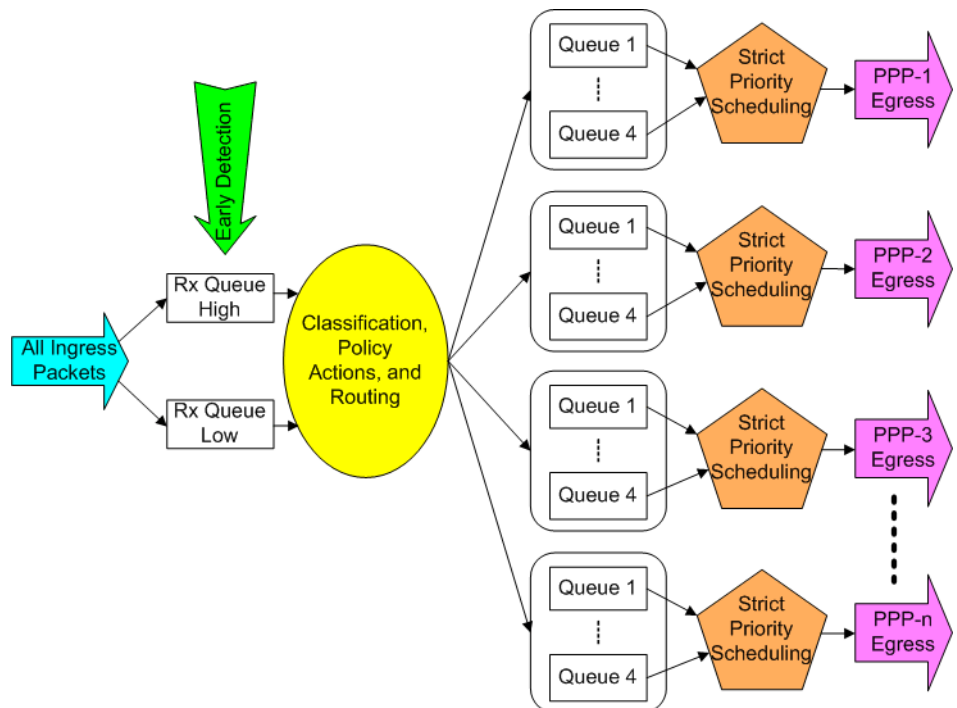 Early Detection
All Ingress
Packets
Rx Queue
High
Rx Queue
Low
Classification,
Policy
Actions, and
Routing
Queue 1
Queue 4
Strict
Priority
Scheduling
PPP-1
Egress
Queue 1
Queue 4
Strict
Priority
Scheduling
PPP-2
Egress
Queue 1
Queue 4
Strict
Priority
Scheduling
PPP-3
Egress
Queue 1
Queue 4
Strict
Priority
Scheduling
PPP-n
Egress